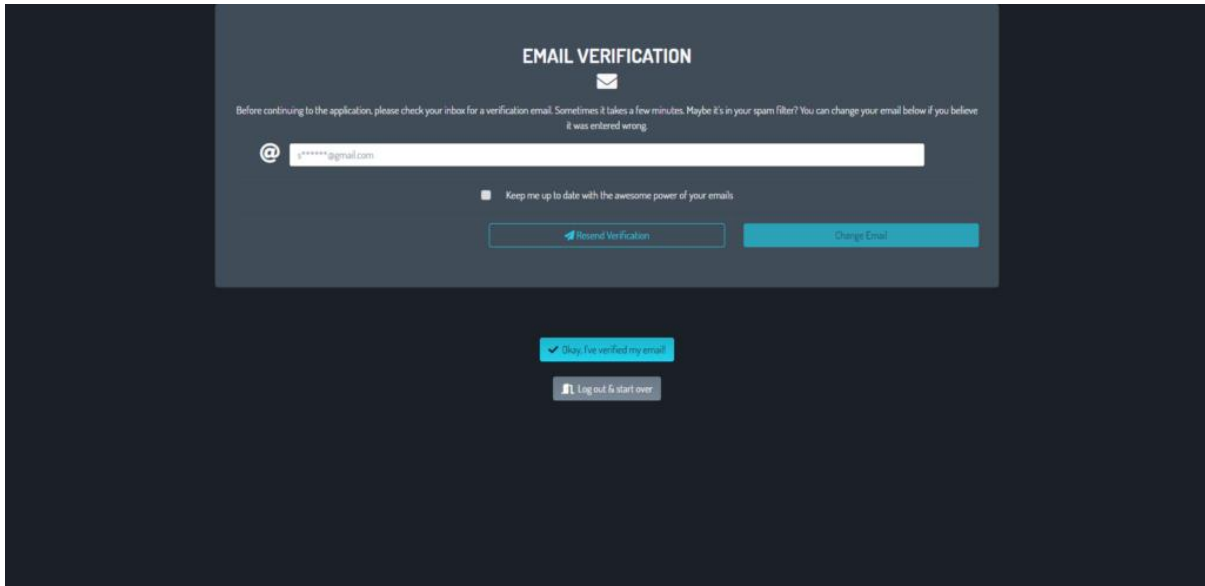 EMAIL VERIFICATION
Before continuing to the application, please check your inbox for a verification email. Sometimes it takes a few minutes. Maybe it's in your spam filter? You can change your email below if you believe
it was entered wrong.
@ s******@gmail.com
Keep me up to date with the awesome power of your emails
Resend Verification Change Email
Okay, I've verified my email!
Log out & start over